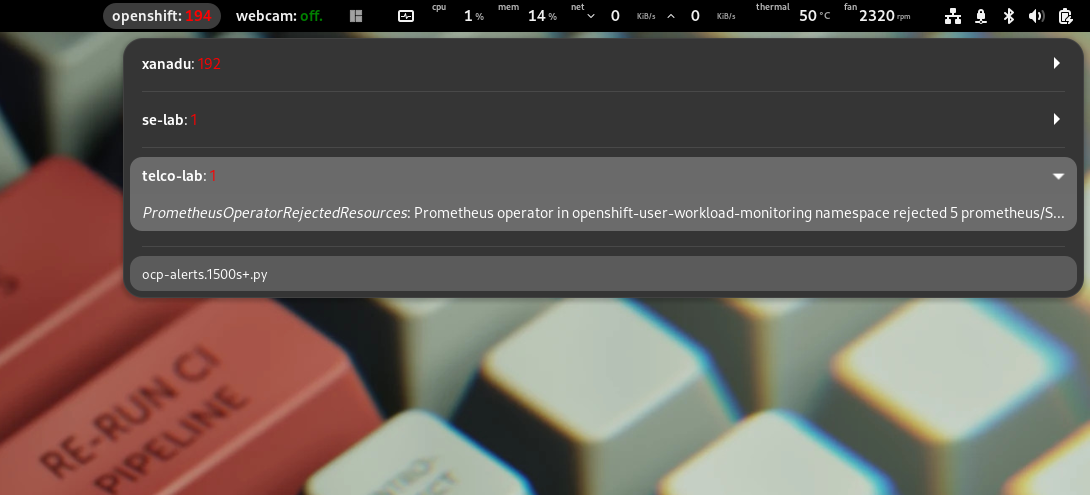 openshift: 194 webcam: off. cpu 1 % mem 14 % net 0 KiB/s 0 KiB/s thermal 50 °C fan 2320 rpm
xanadu: 192
se-lab: 1
telco-lab: 1
PrometheusOperatorRejectedResources: Prometheus operator in openshift-user-workload-monitoring namespace rejected 5 prometheus/S...
ocp-alerts.1500s+.py
RE-RUN CI
PIPELINE